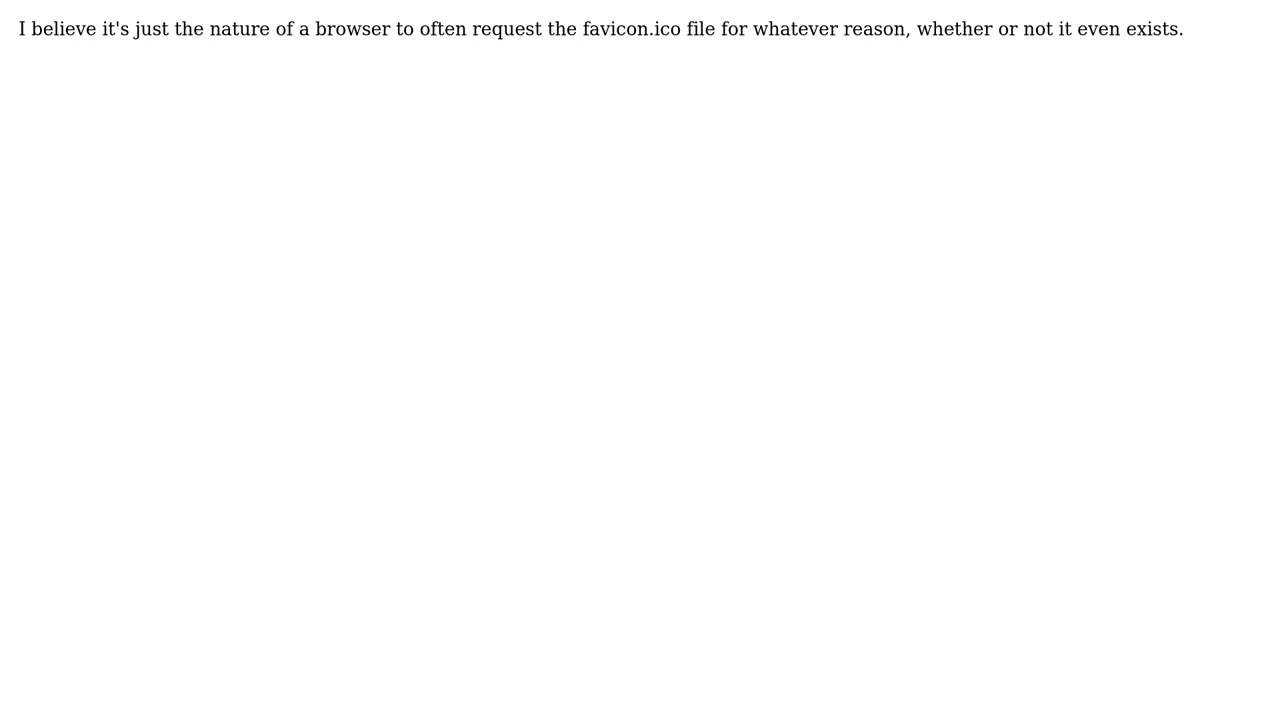 I believe it's just the nature of a browser to often request the favicon.ico file for whatever reason, whether or not it even exists.